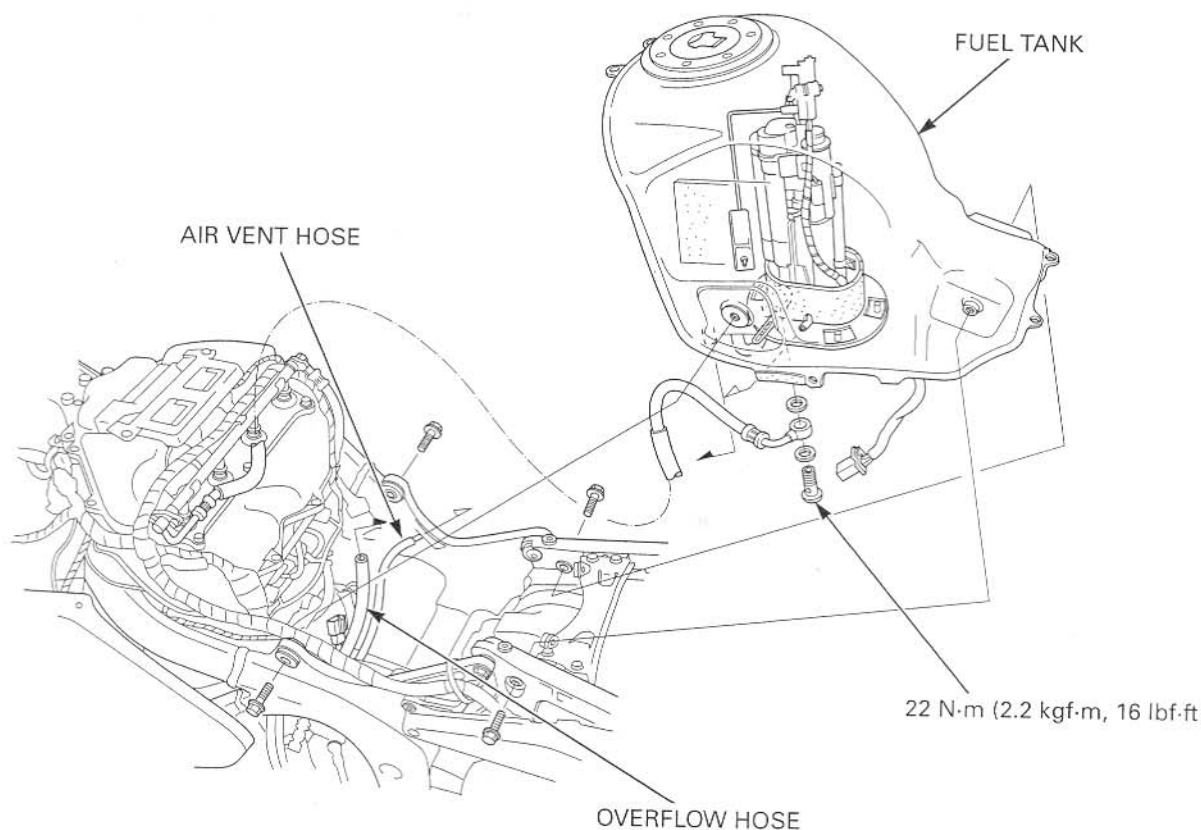 FUEL TANK
AIR VENT HOSE
22 N·m (2.2 kgf·m, 16 lbf·ft
OVERFLOW HOSE